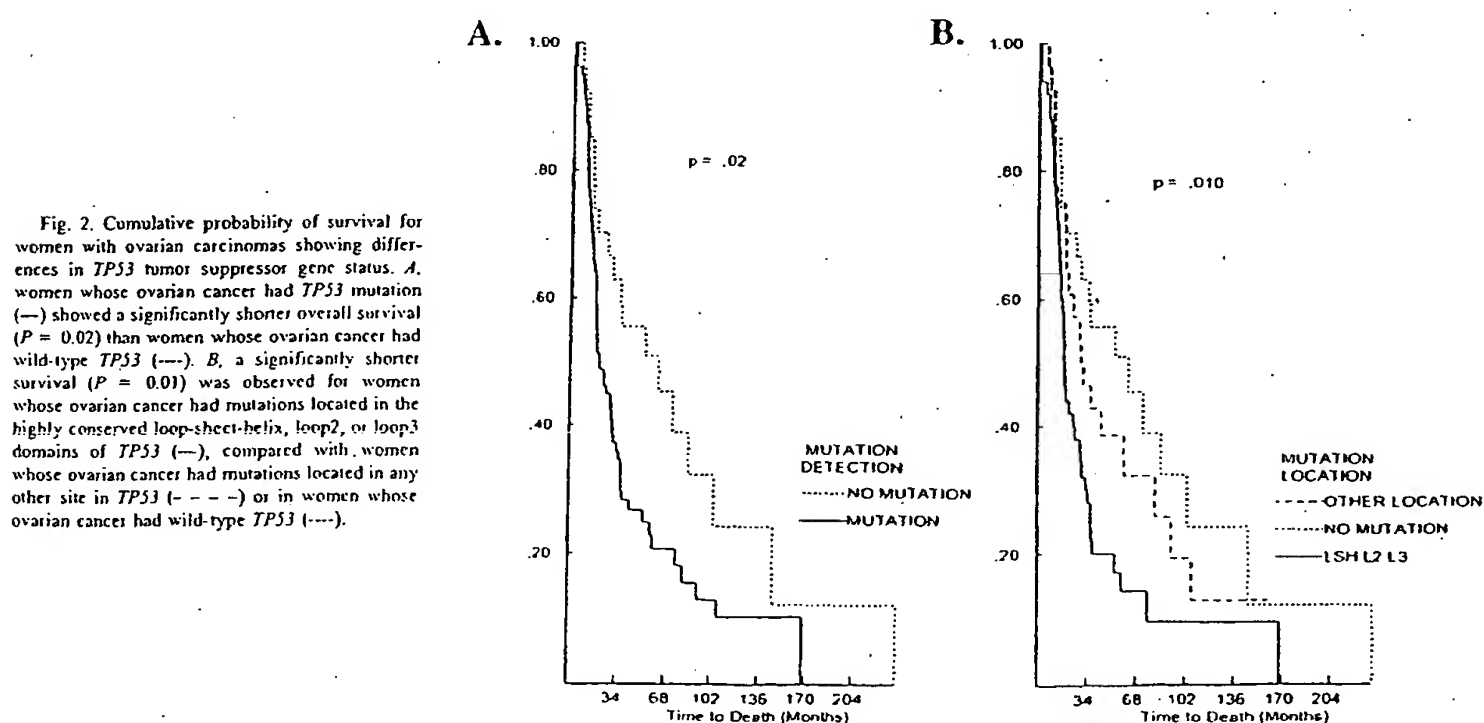 Fig. 2. Cumulative probability of survival for
women with ovarian carcinomas showing differ-
ences in TP53 tumor suppressor gene status. A,
women whose ovarian cancer had TP53 mutation
(—) showed a significantly shorter overall survival
(P = 0.02) than women whose ovarian cancer had
wild-type TP53 (----). B, a significantly shorter
survival (P = 0.01) was observed for women
whose ovarian cancer had mutations located in the
highly conserved loop-sheet-helix, loop2, or loop3
domains of TP53 (—), compared with women
whose ovarian cancer had mutations located in any
other site in TP53 (- - - -) or in women whose
ovarian cancer had wild-type TP53 (----).
A.
1.00
.80
.60
.40
.20
p = .02
MUTATION
DETECTION
NO MUTATION
MUTATION
34 68 102 136 170 204
Time to Death (Months)
B.
1.00
.80
.60
.40
.20
p = .010
MUTATION
LOCATION
OTHER LOCATION
NO MUTATION
LSH L2 L3
34 68 102 136 170 204
Time to Death (Months)